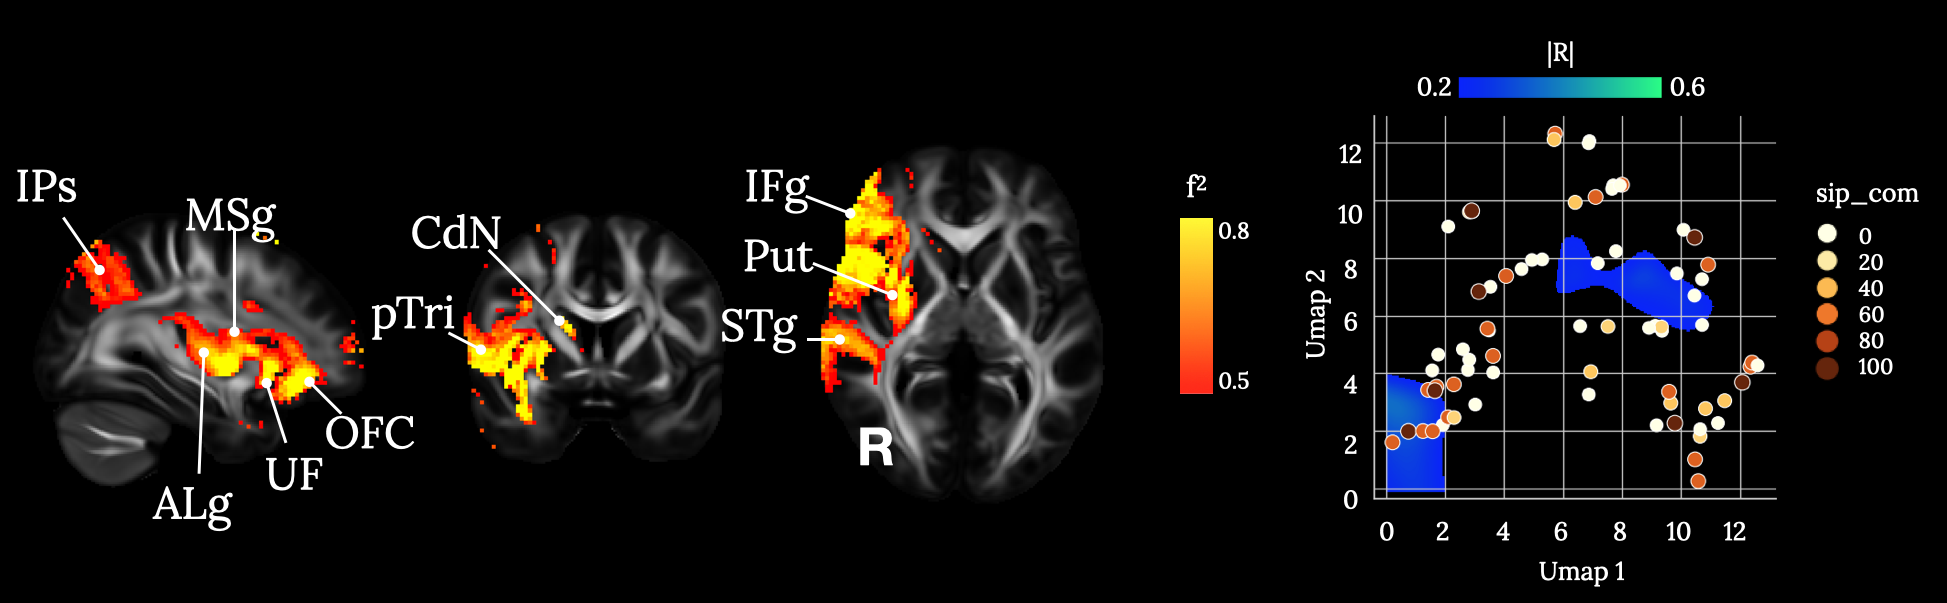 IPs
MSg
ALg
UF
OFC
CdN
pTri
IFg
Put
STg
R
f²
0.8
0.5
|R|
0.2
0.6
Umap 2
12
10
8
6
4
2
0
0 2 4 6 8 10 12
Umap 1
sip_com
0
20
40
60
80
100